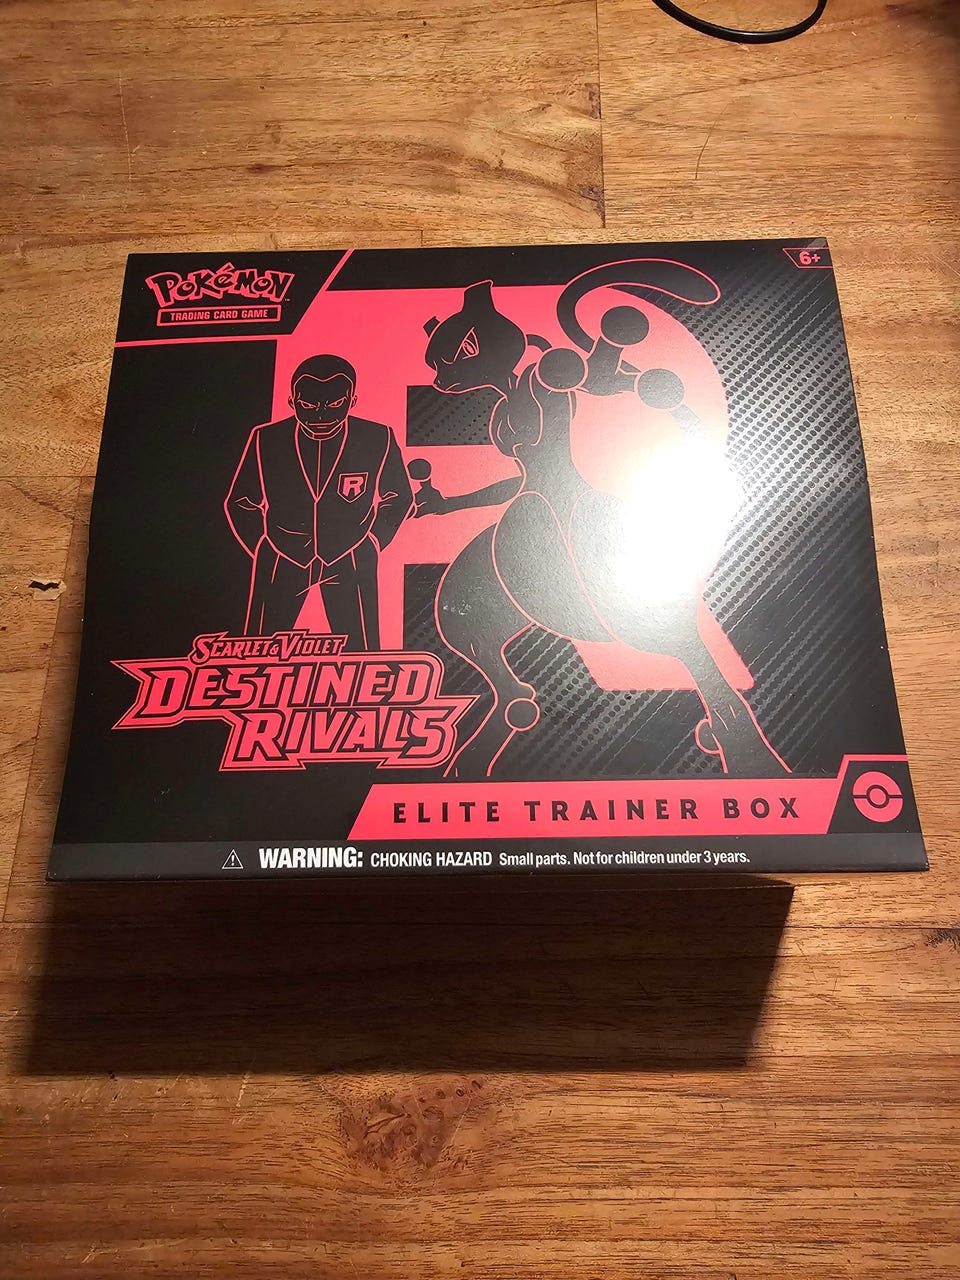 6+
POKéMON
TRADING CARD GAME
R
SCARLET & VIOLET
DESTINED
RIVALS
ELITE TRAINER BOX
WARNING: CHOKING HAZARD Small parts. Not for children under 3 years.